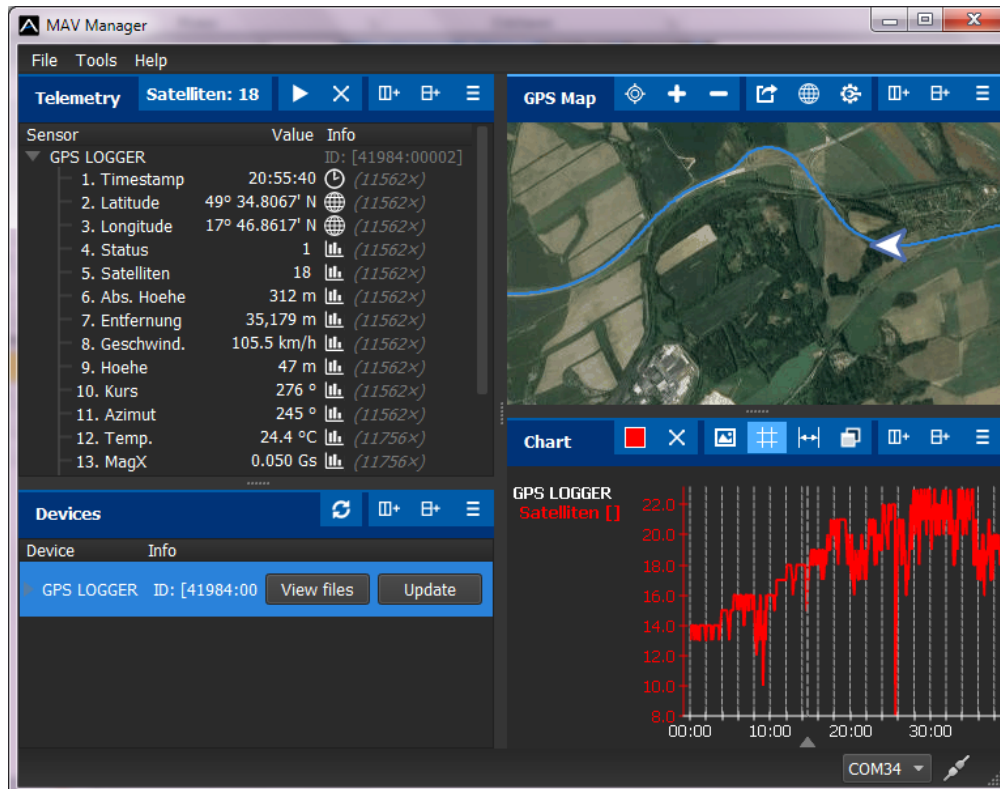 MAV Manager
File Tools Help
Telemetry Satelliten: 18
Sensor Value Info
GPS LOGGER ID: [41984:00002]
1. Timestamp 20:55:40 (11562×)
2. Latitude 49º 34.8067' N (11562×)
3. Longitude 17º 46.8617' N (11562×)
4. Status 1 (11562×)
5. Satelliten 18 (11562×)
6. Abs. Hoehe 312 m (11562×)
7. Entfernung 35,179 m (11562×)
8. Geschwind. 105.5 km/h (11562×)
9. Hoehe 47 m (11562×)
10. Kurs 276 º (11562×)
11. Azimut 245 º (11562×)
12. Temp. 24.4 ºC (11756×)
13. MagX 0.050 Gs (11756×)
Devices
Device Info
GPS LOGGER ID: [41984:00 View files Update
GPS Map
Chart
GPS LOGGER
Satelliten []
22.0
20.0
18.0
16.0
14.0
12.0
10.0
8.0
00:00 10:00 20:00 30:00
COM34